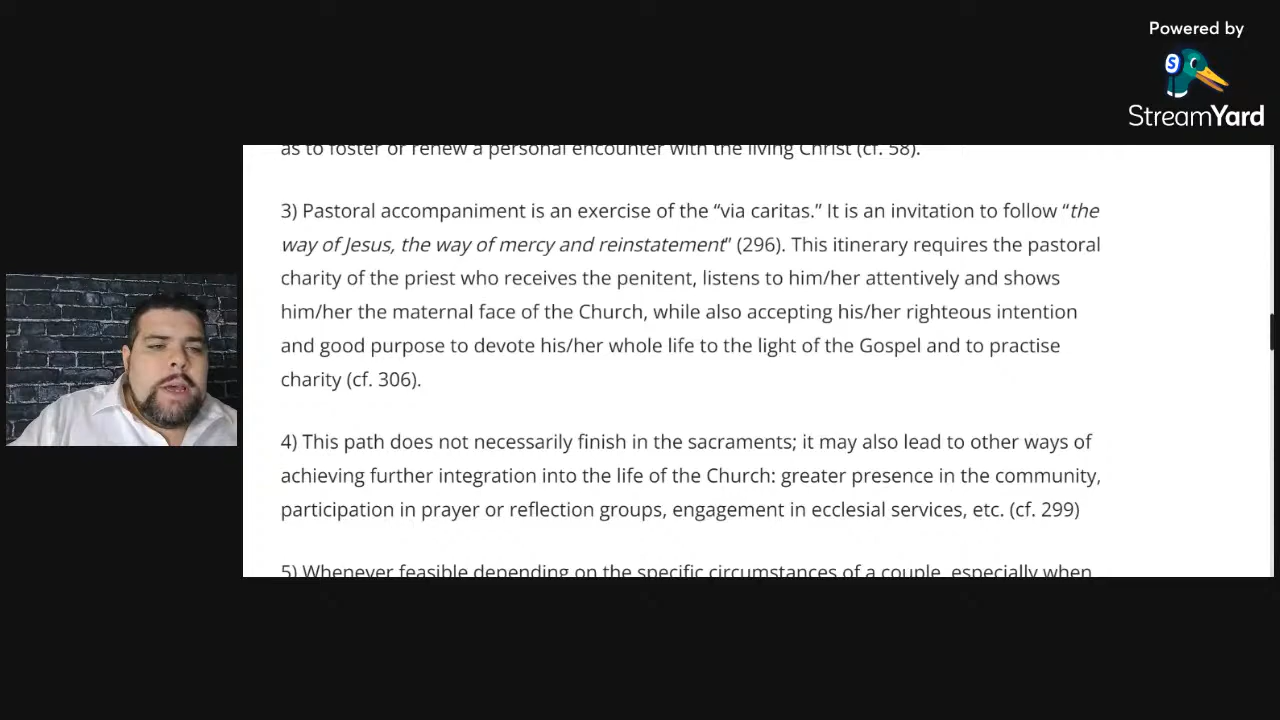 Powered by
StreamYard
as to foster or renew a personal encounter with the living Christ (cf. 58).
3) Pastoral accompaniment is an exercise of the “via caritas.” It is an invitation to follow “the
way of Jesus, the way of mercy and reinstatement” (296). This itinerary requires the pastoral
charity of the priest who receives the penitent, listens to him/her attentively and shows
him/her the maternal face of the Church, while also accepting his/her righteous intention
and good purpose to devote his/her whole life to the light of the Gospel and to practise
charity (cf. 306).
4) This path does not necessarily finish in the sacraments; it may also lead to other ways of
achieving further integration into the life of the Church: greater presence in the community,
participation in prayer or reflection groups, engagement in ecclesial services, etc. (cf. 299)
5) Whenever feasible depending on the specific circumstances of a couple, especially when